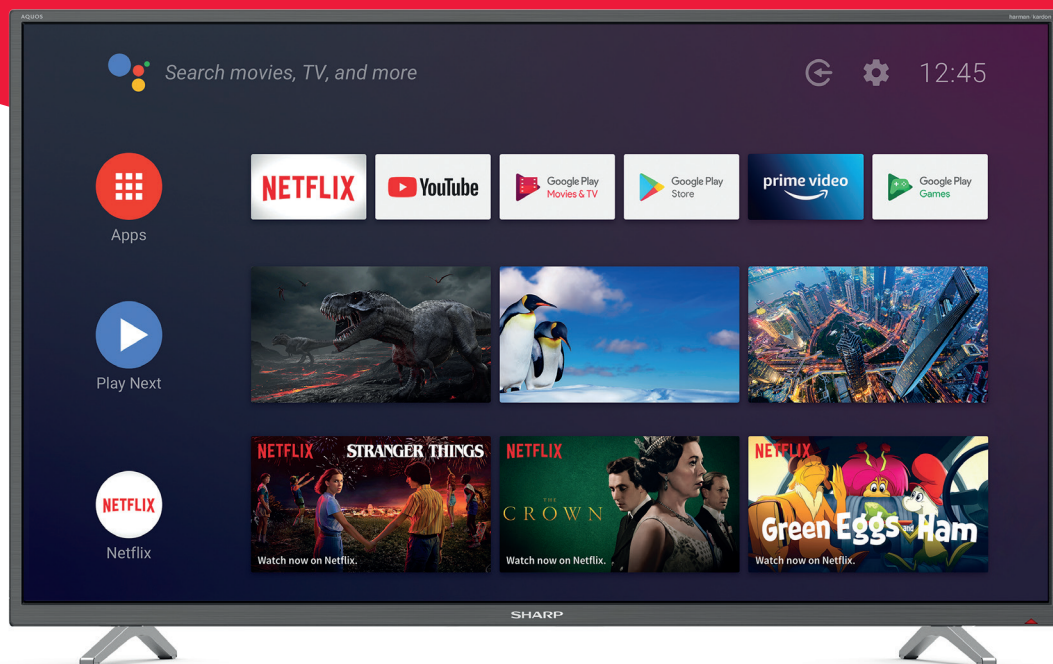 AQUOS
harman/kardon
Search movies, TV, and more
12:45
NETFLIX
YouTube
Google Play
Movies & TV
Google Play
Store
prime video
Google Play
Games
Apps
Play Next
NETFLIX
STRANGER THINGS
Watch now on Netflix.
NETFLIX
THE
CROWN
Watch now on Netflix.
NETFLIX
Green Eggs and Ham
Watch now on Netflix.
NETFLIX
Netflix
SHARP